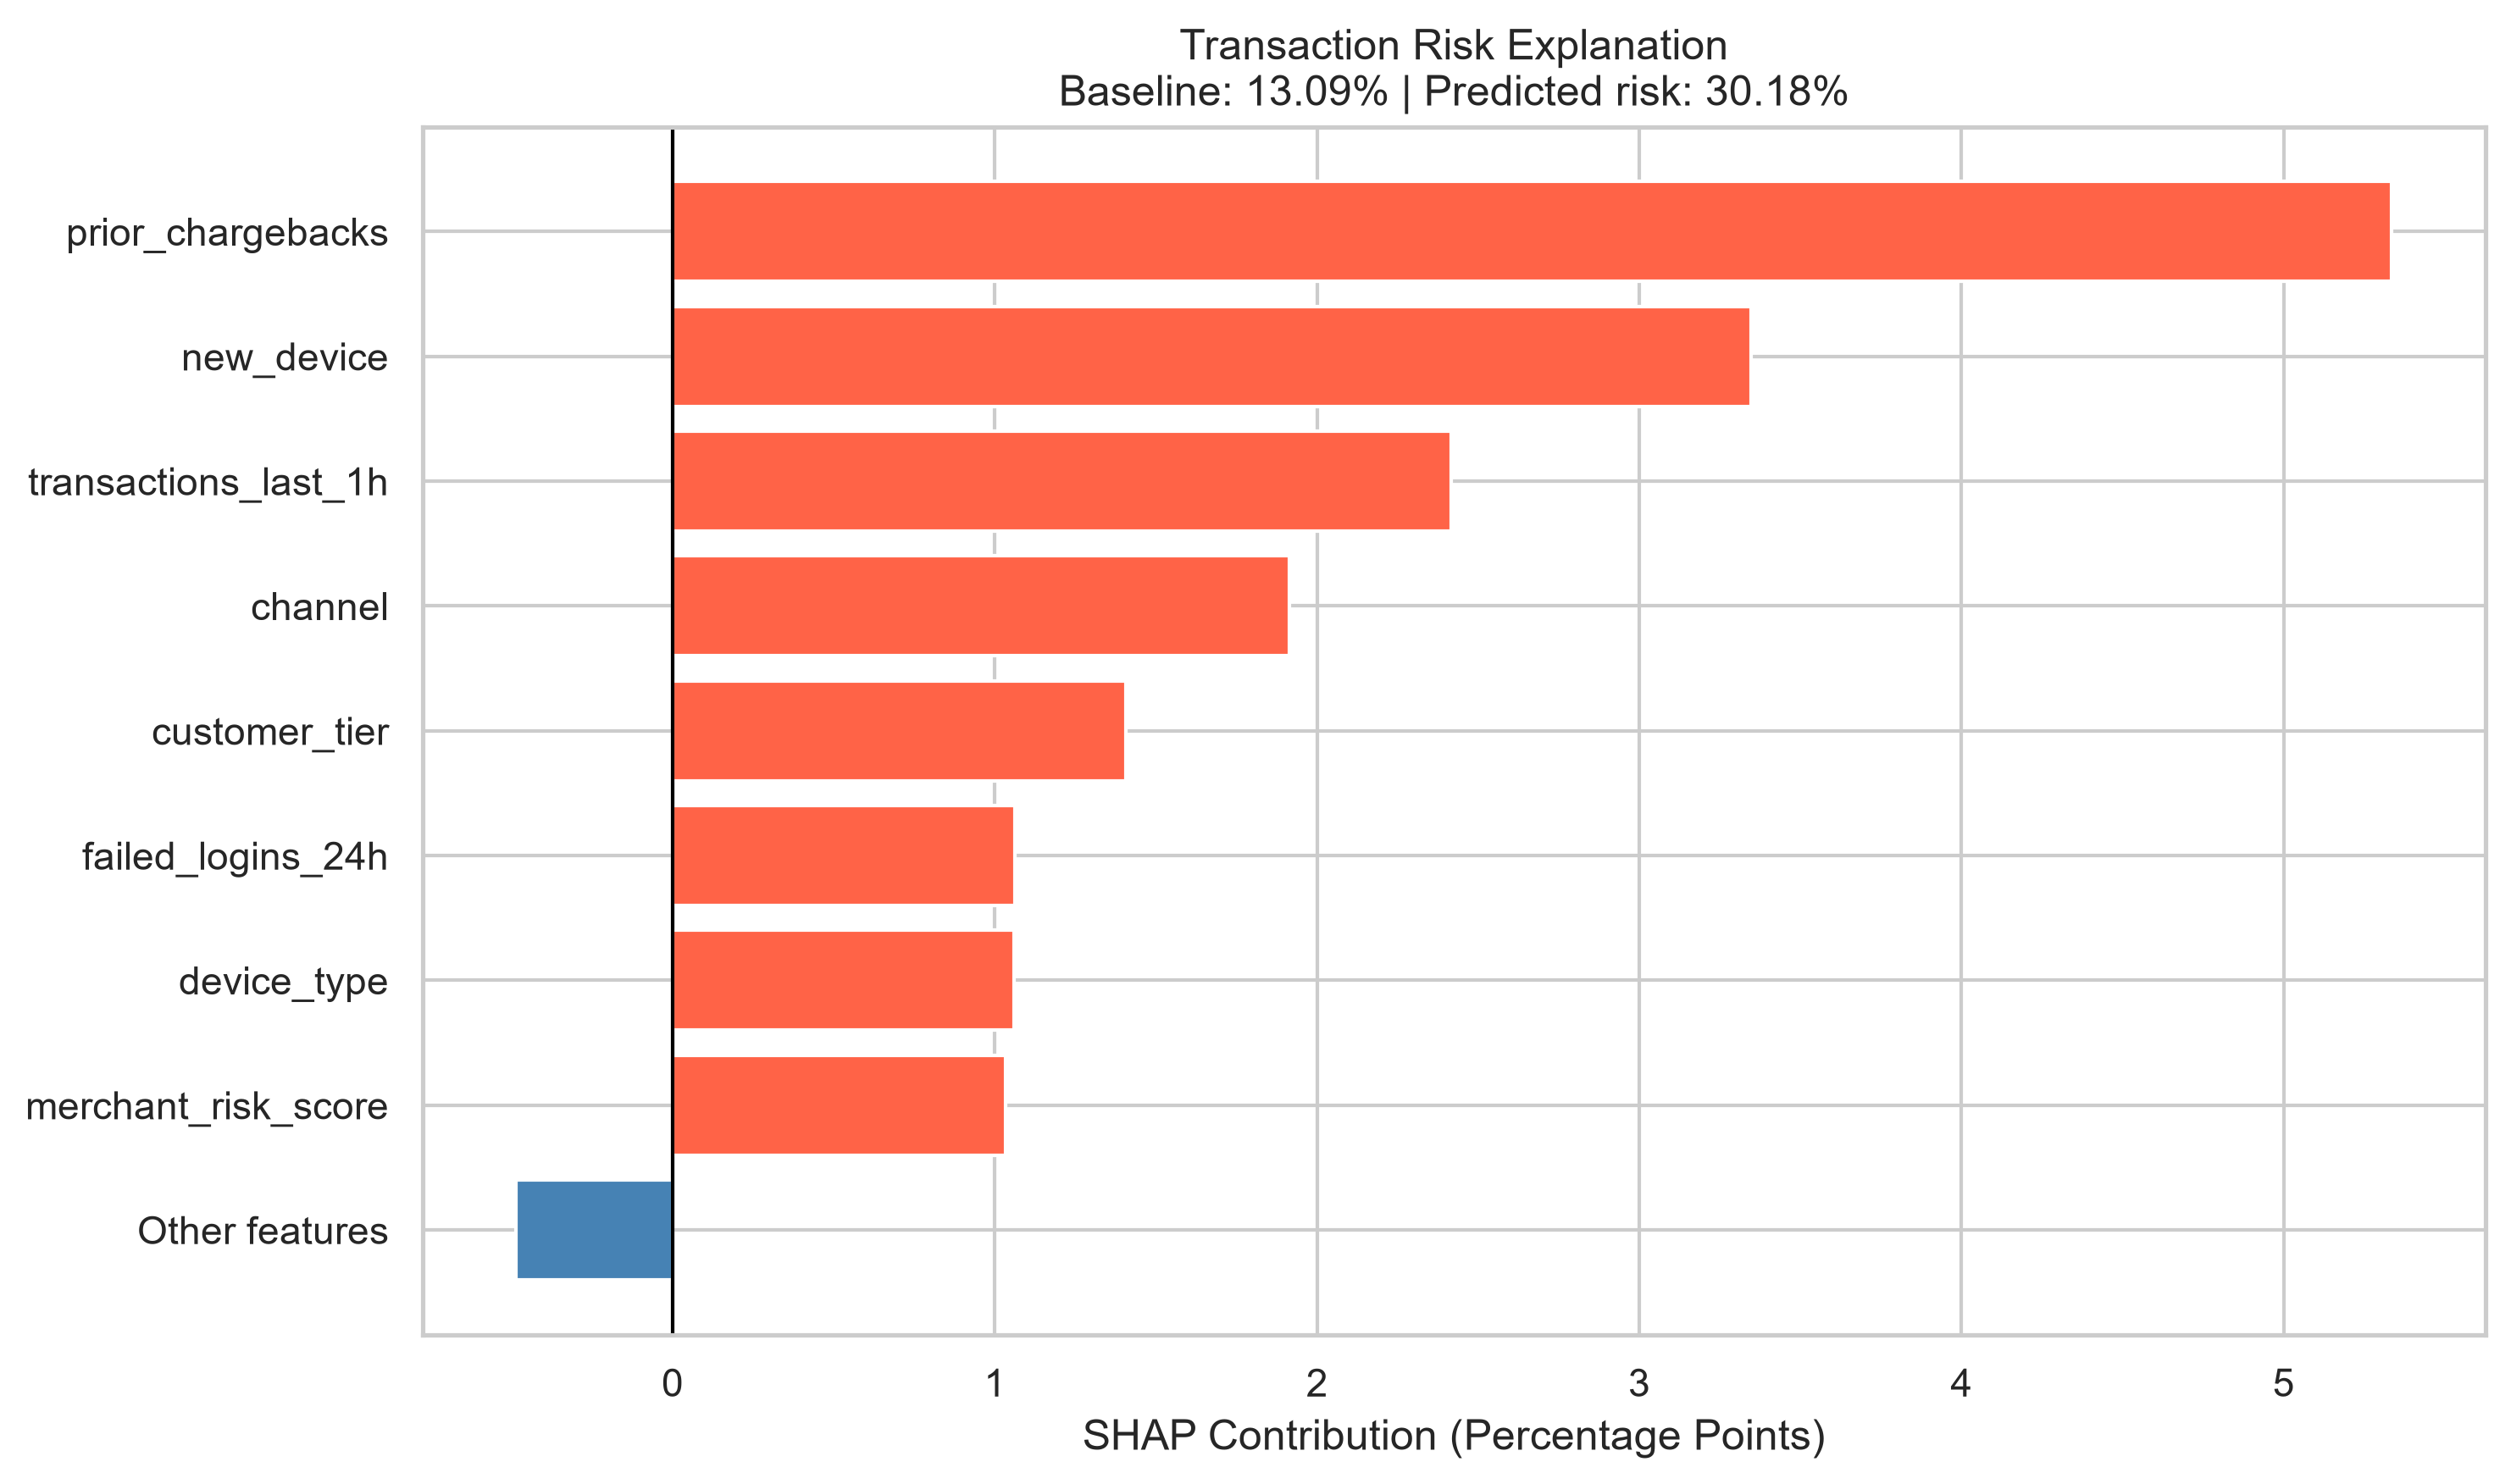 Transaction Risk Explanation
Baseline: 13.09% | Predicted risk: 30.18%
prior_chargebacks
new_device
transactions_last_1h
channel
customer_tier
failed_logins_24h
device_type
merchant_risk_score
Other features
0 1 2 3 4 5
SHAP Contribution (Percentage Points)